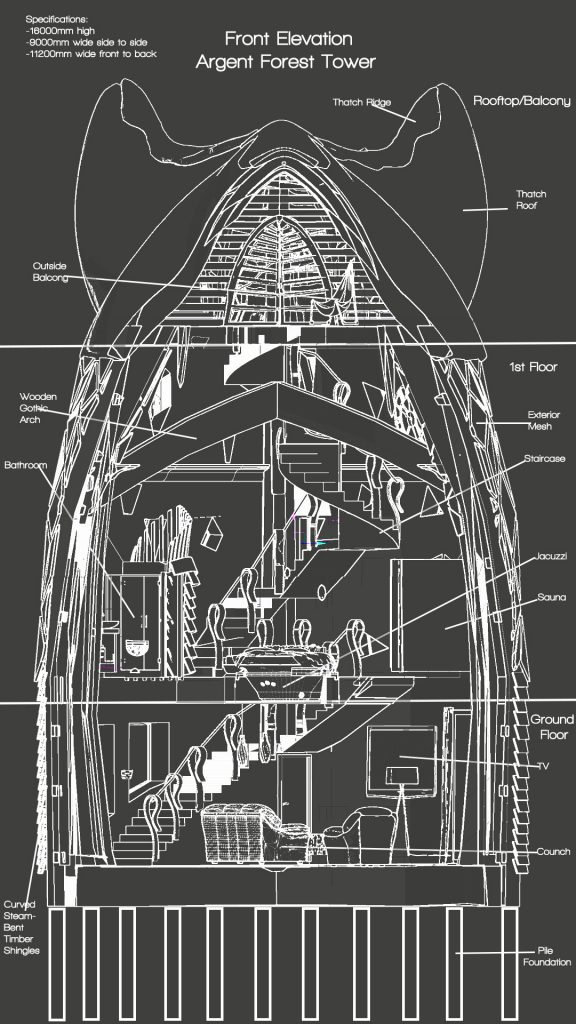 Specifications:
-16000mm high
-9000mm wide side to side
-11200mm wide front to back
Front Elevation
Argent Forest Tower
Thatch Ridge
Rooftop/Balcony
Thatch
Roof
Outside
Balcong
1st Floor
Wooden
Gothic
Arch
Exterior
Mesh
Bathroom
Staircase
Jacuzzi
Sauna
Ground
Floor
TV
Counch
Curved
Steam-
Bent
Timber
Shingles
Pile
Foundation